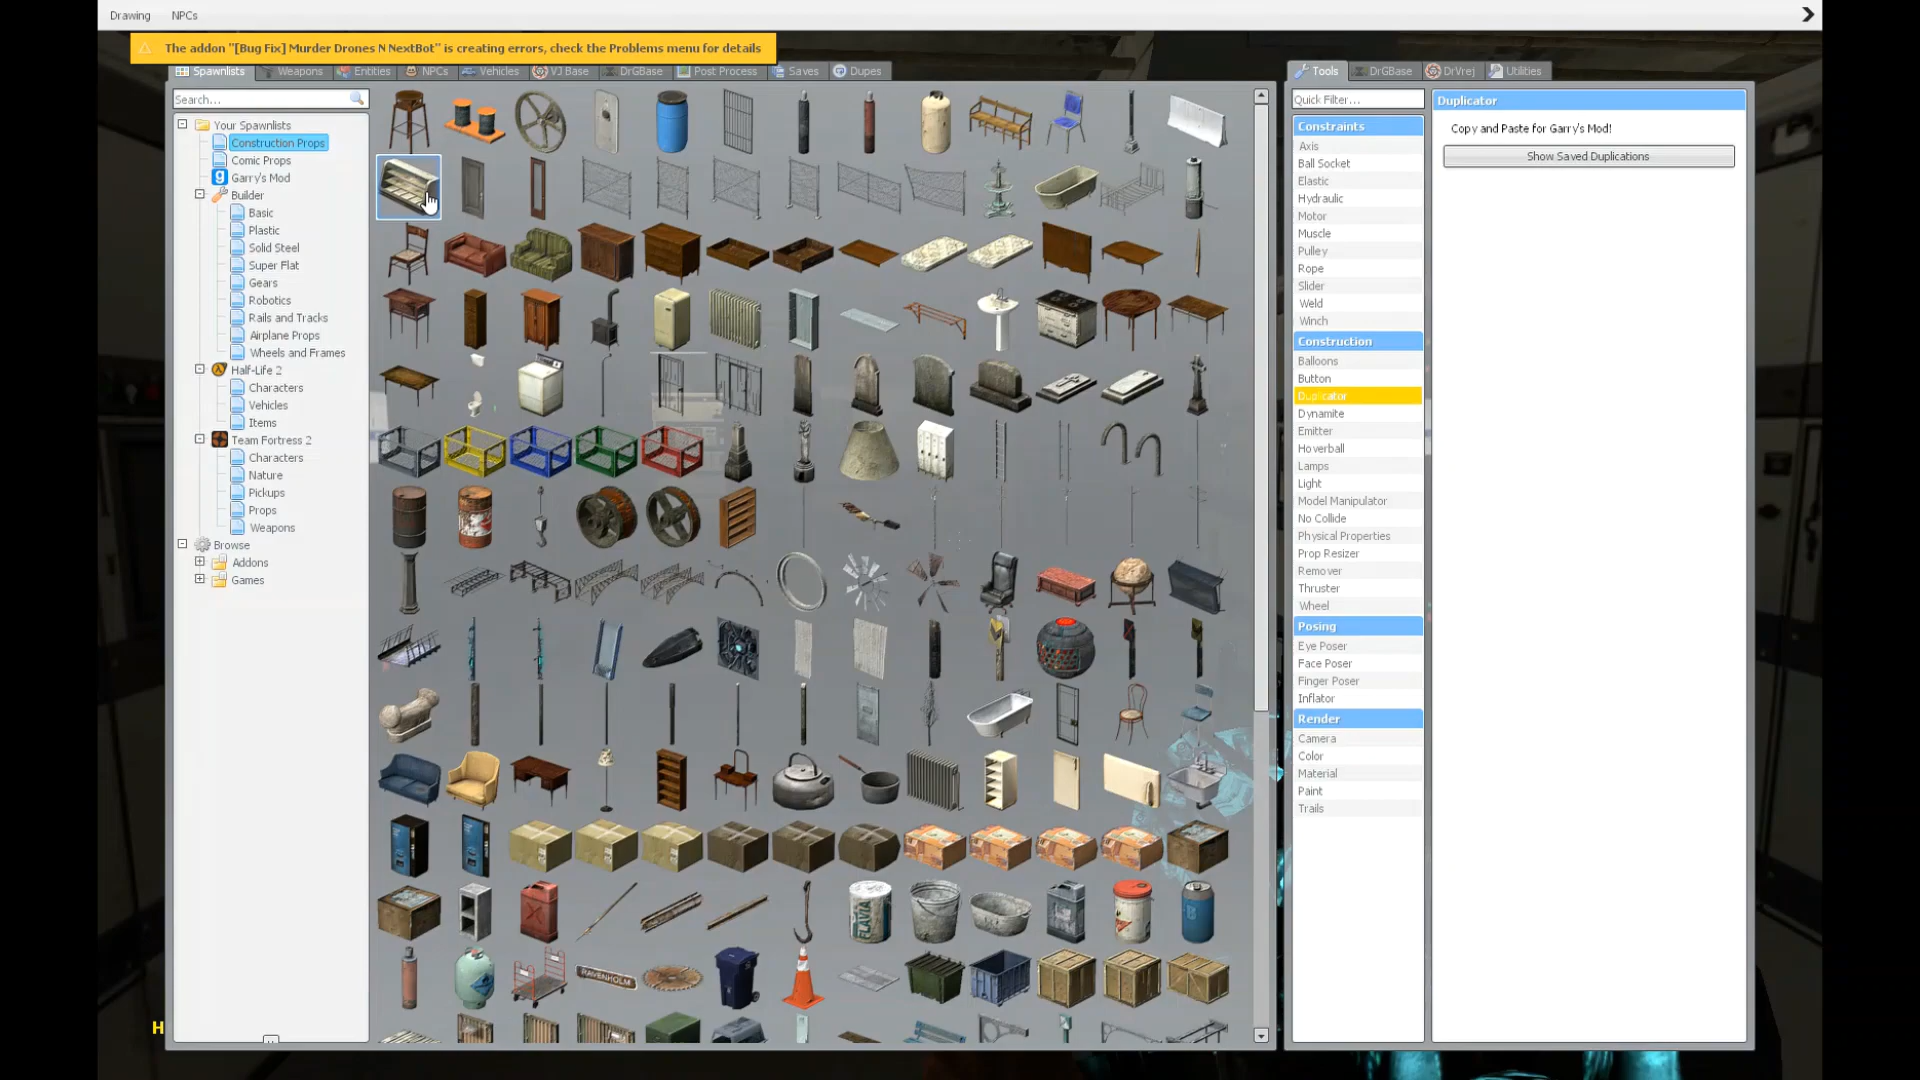 Drawing NPCs
The addon "[Bug Fix] Murder Drones N NextBot" is creating errors, check the Problems menu for details
Spawnlists Weapons Entities NPCs Vehicles VJ Base DrGBase Post Process Saves Dupes
Search...
Your Spawnlists
Construction Props
Comic Props
Garry's Mod
Builder
Basic
Plastic
Solid Steel
Super Flat
Gears
Robotics
Rails and Tracks
Airplane Props
Wheels and Frames
Half-Life 2
Characters
Vehicles
Items
Team Fortress 2
Characters
Nature
Pickups
Props
Weapons
Browse
Addons
Games
FLAVIA
RAVENHOLM
H
Tools DrGBase DrVrej Utilities
Quick Filter...
Constraints
Axis
Ball Socket
Elastic
Hydraulic
Motor
Muscle
Pulley
Rope
Slider
Weld
Winch
Construction
Balloons
Button
Duplicator
Dynamite
Emitter
Hoverball
Lamps
Light
Model Manipulator
No Collide
Physical Properties
Prop Resizer
Remover
Thruster
Wheel
Posing
Eye Poser
Face Poser
Finger Poser
Inflator
Render
Camera
Color
Material
Paint
Trails
Duplicator
Copy and Paste for Garry's Mod!
Show Saved Duplications